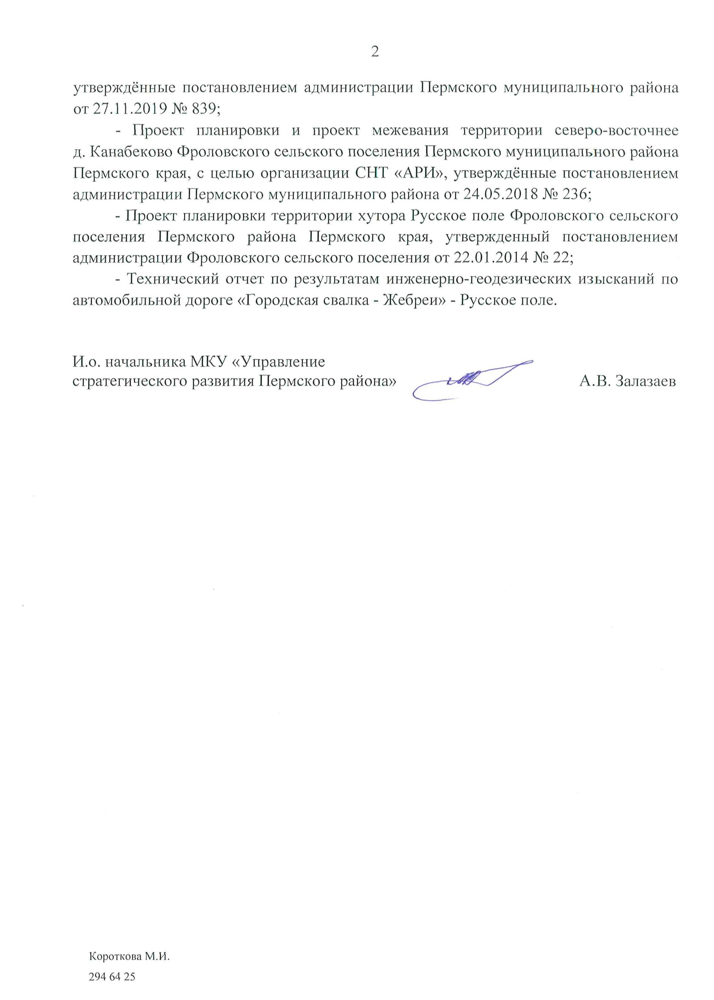 2
утверждённые постановлением администрации Пермского муниципального района
от 27.11.2019 № 839;
- Проект планировки и проект межевания территории северо-восточнее
д. Канабеково Фроловского сельского поселения Пермского муниципального района
Пермского края, с целью организации СНТ «АРИ», утверждённые постановлением
администрации Пермского муниципального района от 24.05.2018 № 236;
- Проект планировки территории хутора Русское поле Фроловского сельского
поселения Пермского района Пермского края, утвержденный постановлением
администрации Фроловского сельского поселения от 22.01.2014 № 22;
- Технический отчет по результатам инженерно-геодезических изысканий по
автомобильной дороге «Городская свалка - Жебреи» - Русское поле.
И.о. начальника МКУ «Управление
стратегического развития Пермского района» А.В. Залазаев
Короткова М.И.
294 64 25